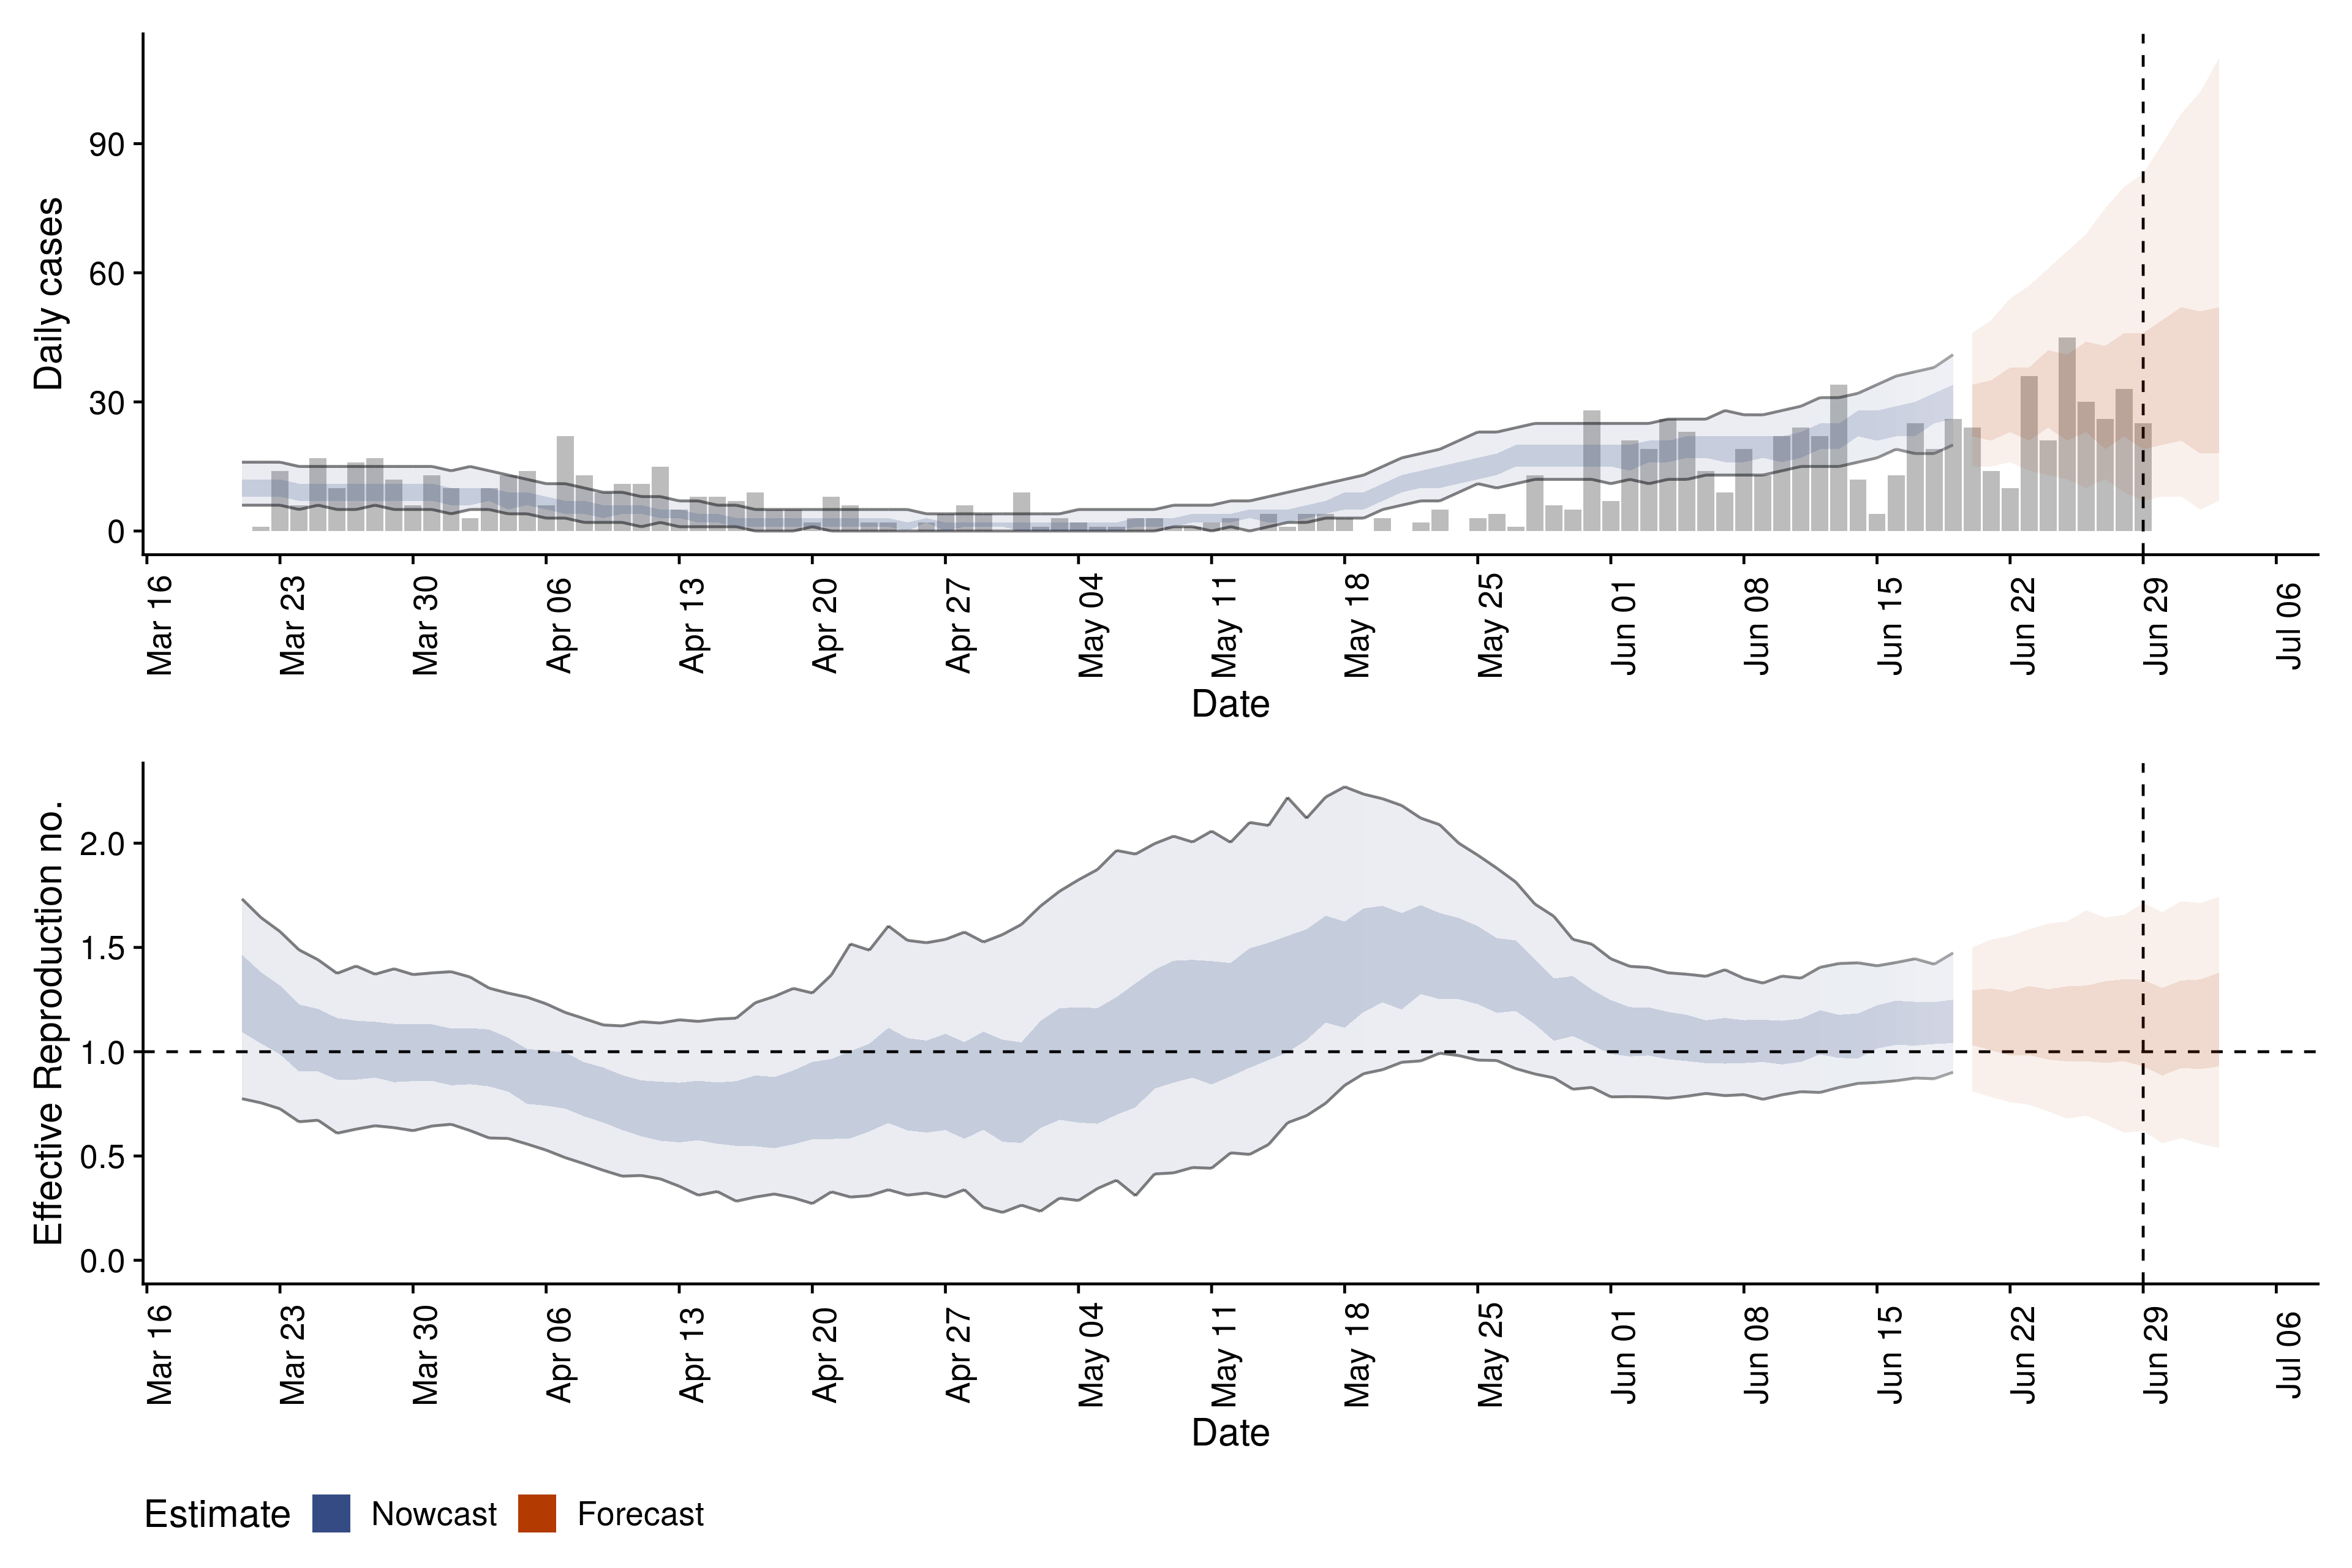 Daily cases
90
60
30
0
Mar 16
Mar 23
Mar 30
Apr 06
Apr 13
Apr 20
Apr 27
May 04
May 11
May 18
May 25
Jun 01
Jun 08
Jun 15
Jun 22
Jun 29
Jul 06
Date
Effective Reproduction no.
2.0
1.5
1.0
0.5
0.0
Mar 16
Mar 23
Mar 30
Apr 06
Apr 13
Apr 20
Apr 27
May 04
May 11
May 18
May 25
Jun 01
Jun 08
Jun 15
Jun 22
Jun 29
Jul 06
Date
Estimate Nowcast Forecast